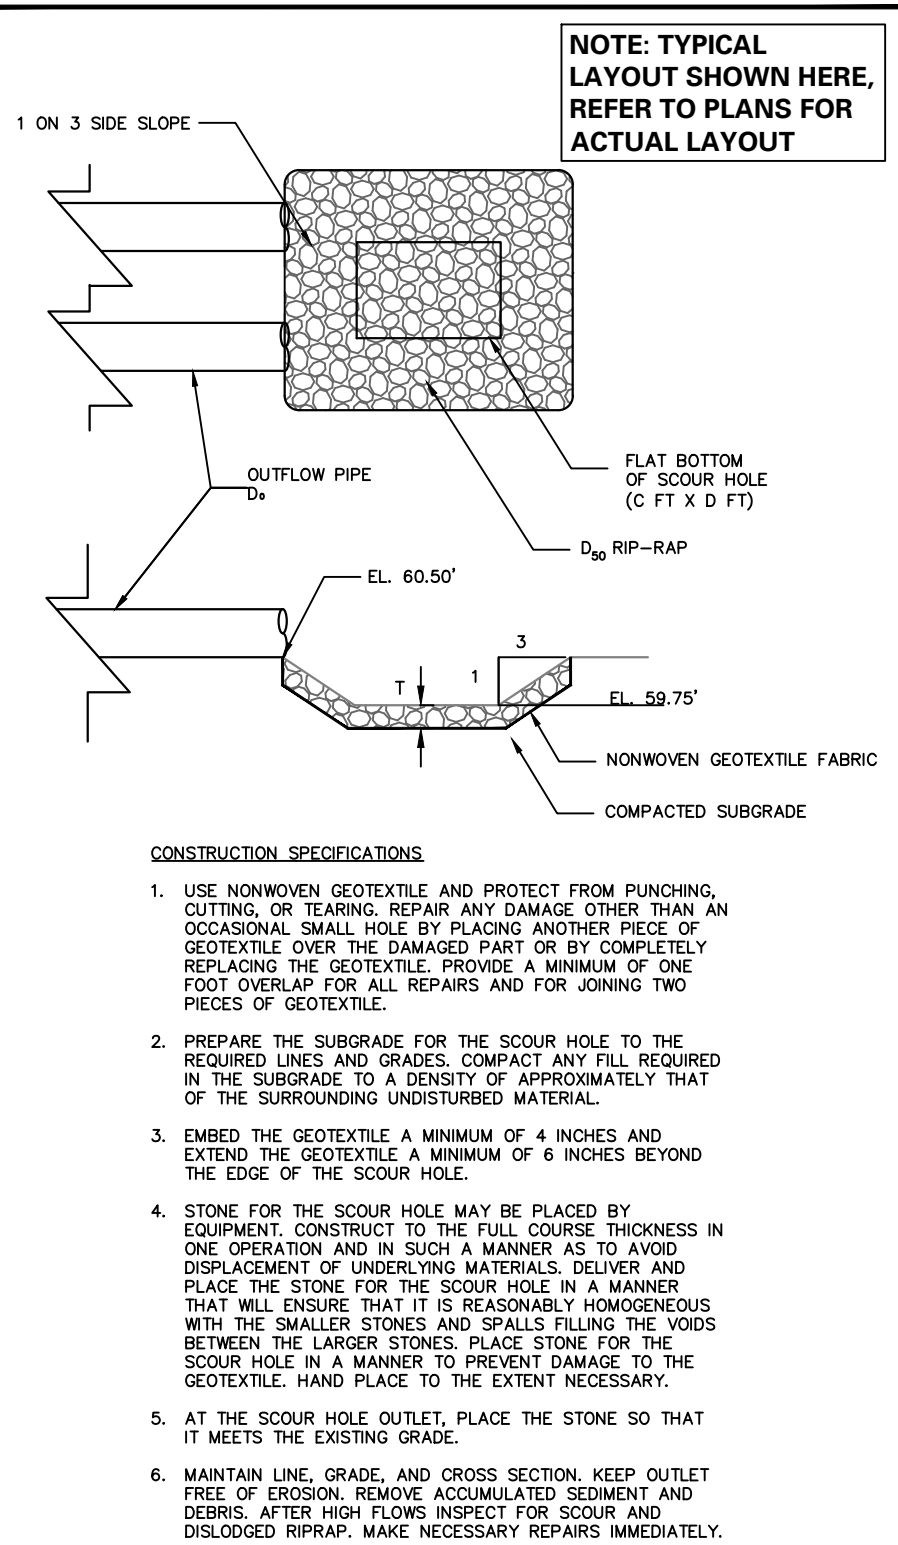 NOTE: TYPICAL
LAYOUT SHOWN HERE,
REFER TO PLANS FOR
ACTUAL LAYOUT
1 ON 3 SIDE SLOPE
FLAT BOTTOM
OF SCOUR HOLE
(C FT X D FT)
OUTFLOW PIPE
D₀
D₅₀ RIP-RAP
EL. 60.50'
3
1
T
EL. 59.75'
NONWOVEN GEOTEXTILE FABRIC
COMPACTED SUBGRADE
CONSTRUCTION SPECIFICATIONS
1. USE NONWOVEN GEOTEXTILE AND PROTECT FROM PUNCHING,
CUTTING, OR TEARING. REPAIR ANY DAMAGE OTHER THAN AN
OCCASIONAL SMALL HOLE BY PLACING ANOTHER PIECE OF
GEOTEXTILE OVER THE DAMAGED PART OR BY COMPLETELY
REPLACING THE GEOTEXTILE. PROVIDE A MINIMUM OF ONE
FOOT OVERLAP FOR ALL REPAIRS AND FOR JOINING TWO
PIECES OF GEOTEXTILE.
2. PREPARE THE SUBGRADE FOR THE SCOUR HOLE TO THE
REQUIRED LINES AND GRADES. COMPACT ANY FILL REQUIRED
IN THE SUBGRADE TO A DENSITY OF APPROXIMATELY THAT
OF THE SURROUNDING UNDISTURBED MATERIAL.
3. EMBED THE GEOTEXTILE A MINIMUM OF 4 INCHES AND
EXTEND THE GEOTEXTILE A MINIMUM OF 6 INCHES BEYOND
THE EDGE OF THE SCOUR HOLE.
4. STONE FOR THE SCOUR HOLE MAY BE PLACED BY
EQUIPMENT. CONSTRUCT TO THE FULL COURSE THICKNESS IN
ONE OPERATION AND IN SUCH A MANNER AS TO AVOID
DISPLACEMENT OF UNDERLYING MATERIALS. DELIVER AND
PLACE THE STONE FOR THE SCOUR HOLE IN A MANNER
THAT WILL ENSURE THAT IT IS REASONABLY HOMOGENEOUS
WITH THE SMALLER STONES AND SPALLS FILLING THE VOIDS
BETWEEN THE LARGER STONES. PLACE STONE FOR THE
SCOUR HOLE IN A MANNER TO PREVENT DAMAGE TO THE
GEOTEXTILE. HAND PLACE TO THE EXTENT NECESSARY.
5. AT THE SCOUR HOLE OUTLET, PLACE THE STONE SO THAT
IT MEETS THE EXISTING GRADE.
6. MAINTAIN LINE, GRADE, AND CROSS SECTION. KEEP OUTLET
FREE OF EROSION. REMOVE ACCUMULATED SEDIMENT AND
DEBRIS. AFTER HIGH FLOWS INSPECT FOR SCOUR AND
DISLODGED RIPRAP. MAKE NECESSARY REPAIRS IMMEDIATELY.